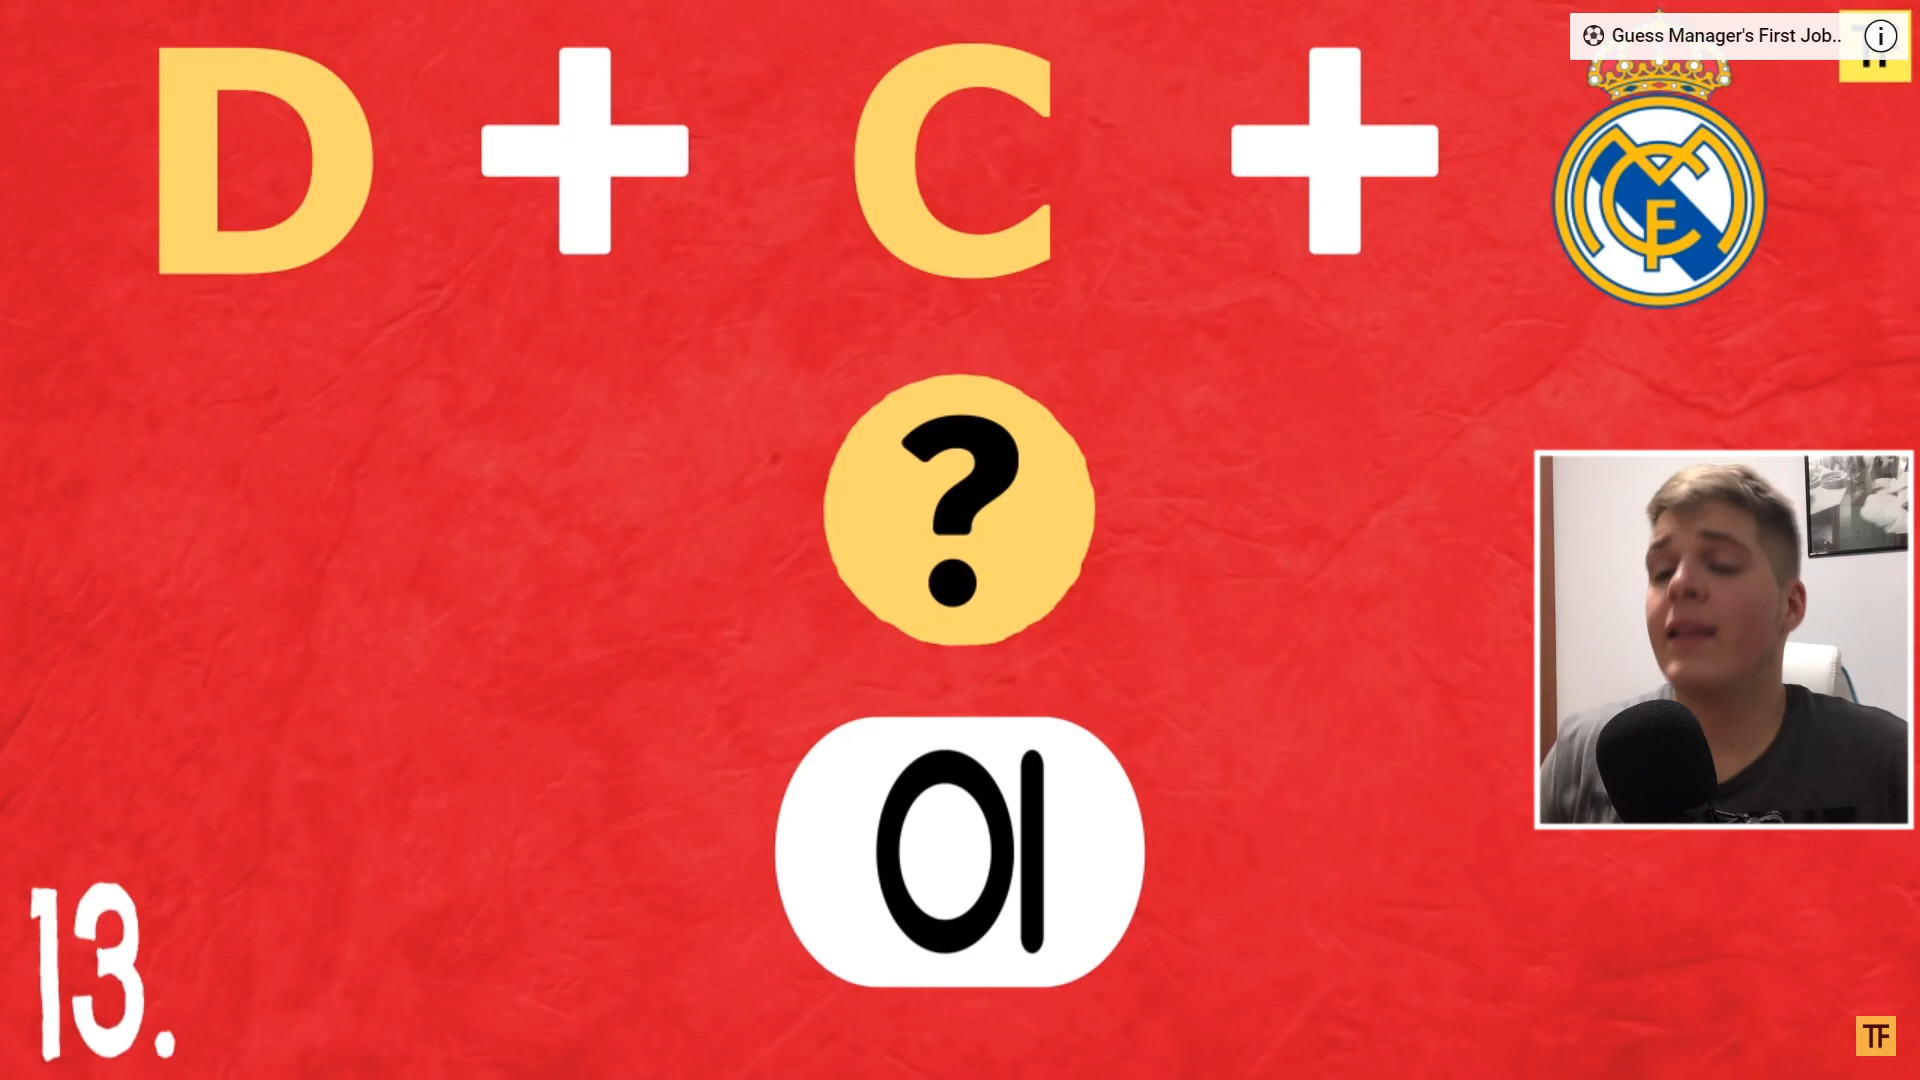 Guess Manager's First Job..
D + C +
?
01
13.
TF